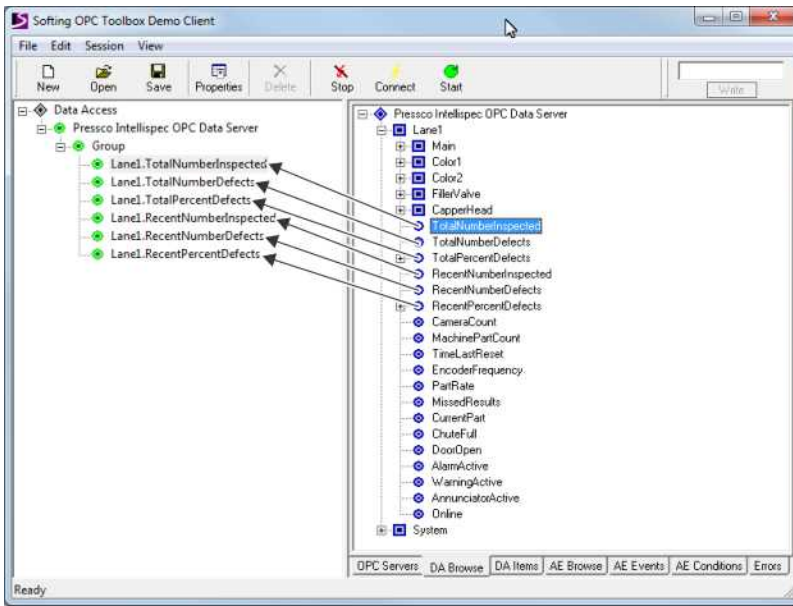 Softing OPC Toolbox Demo Client
File Edit Session View
New Open Save Properties Delete Stop Connect Start Write
Data Access
Pressco Intellispec OPC Data Server
Group
Lane1.TotalNumberInspected
Lane1.TotalNumberDefects
Lane1.TotalPercentDefects
Lane1.RecentNumberInspected
Lane1.RecentNumberDefects
Lane1.RecentPercentDefects
Pressco Intellispec OPC Data Server
Lane1
Main
Color1
Color2
FillerValve
CapperHead
TotalNumberInspected
TotalNumberDefects
TotalPercentDefects
RecentNumberInspected
RecentNumberDefects
RecentPercentDefects
CameraCount
MachinePartCount
TimeLastReset
EncoderFrequency
PartRate
MissedResults
CurrentPart
ChuteFull
DoorOpen
AlarmActive
WarningActive
AnnunciatorActive
Online
System
OPC Servers DA Browse DA Items AE Browse AE Events AE Conditions Errors
Ready